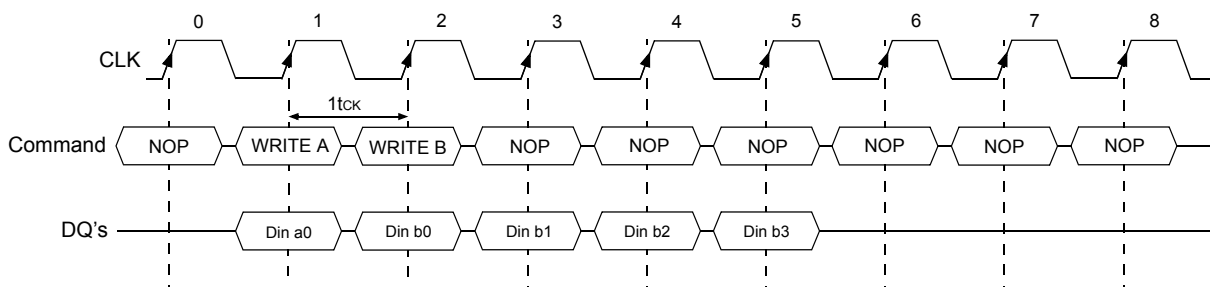 0 1 2 3 4 5 6 7 8
CLK
1tCK
Command NOP WRITE A WRITE B NOP NOP NOP NOP NOP NOP
DQ's Din a0 Din b0 Din b1 Din b2 Din b3